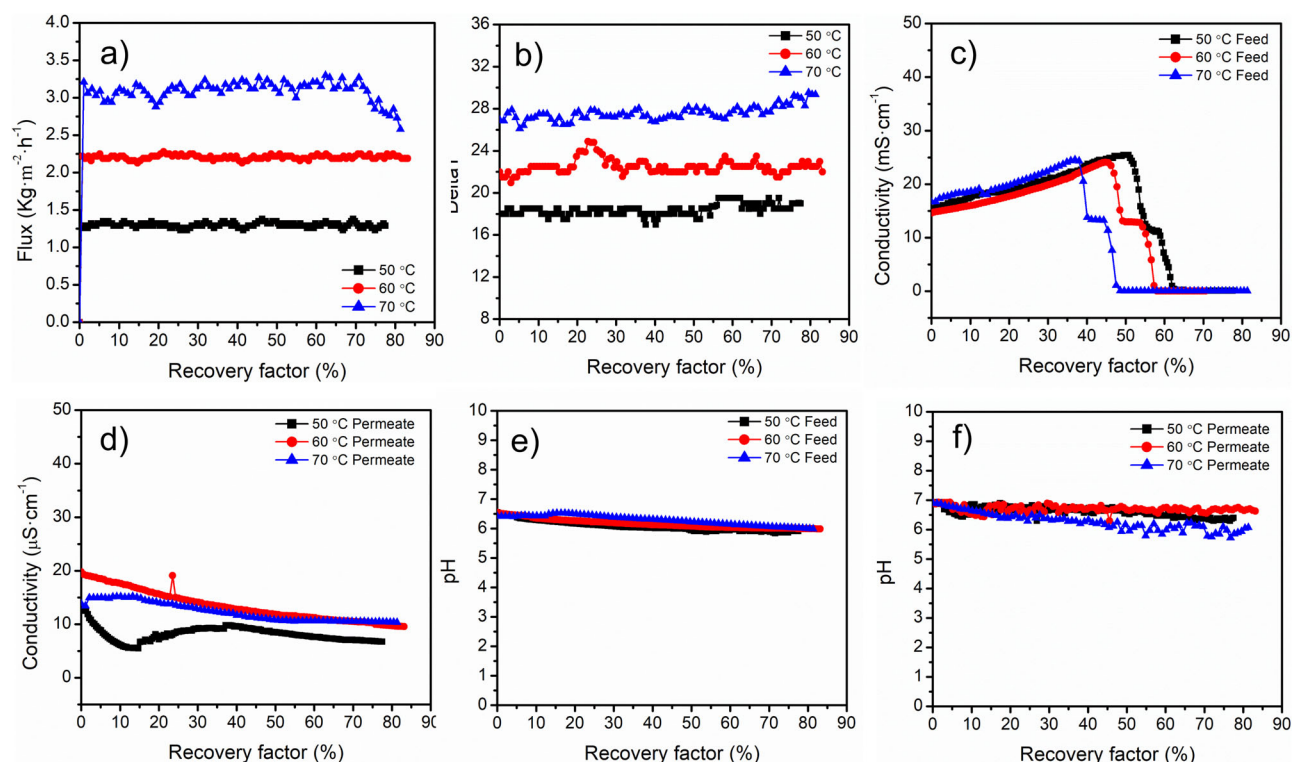 a)
4.0
3.5
3.0
2.5
2.0
1.5
1.0
0.5
0.0
Flux (Kg·m⁻²·h⁻¹)
50 °C
60 °C
70 °C
0 10 20 30 40 50 60 70 80 90
Recovery factor (%)
b)
36
32
28
24
20
16
12
8
Delta T
50 °C
60 °C
70 °C
0 10 20 30 40 50 60 70 80 90
Recovery factor (%)
c)
50
40
30
20
10
0
Conductivity (mS·cm⁻¹)
50 °C Feed
60 °C Feed
70 °C Feed
0 10 20 30 40 50 60 70 80 90
Recovery factor (%)
d)
50
40
30
20
10
0
Conductivity (μS·cm⁻¹)
50 °C Permeate
60 °C Permeate
70 °C Permeate
0 10 20 30 40 50 60 70 80 90
Recovery factor (%)
e)
10
9
8
7
6
5
4
3
2
1
0
pH
50 °C Feed
60 °C Feed
70 °C Feed
0 10 20 30 40 50 60 70 80 90
Recovery factor (%)
f)
10
9
8
7
6
5
4
3
2
1
0
pH
50 °C Permeate
60 °C Permeate
70 °C Permeate
0 10 20 30 40 50 60 70 80 90
Recovery factor (%)